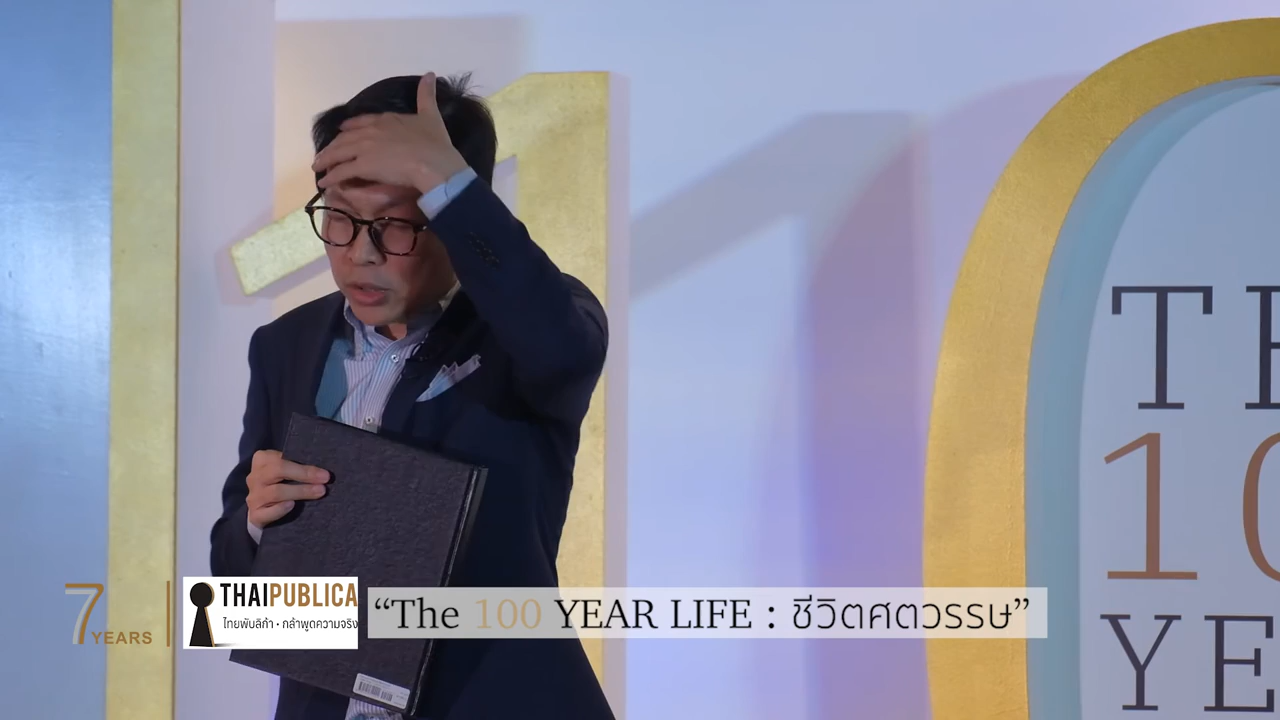 7
YEARS
THAIPUBLICA
ไทยพับลิก้า • กล้าพูดความจริง
“The 100 YEAR LIFE : ชีวิตศตวรรษ”
10
YE